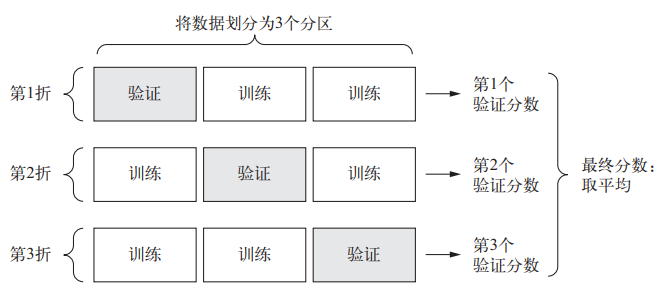 将数据划分为3个分区
第1折
验证
训练
训练
第1个
验证分数
第2折
训练
验证
训练
第2个
验证分数
最终分数：
取平均
第3折
训练
训练
验证
第3个
验证分数